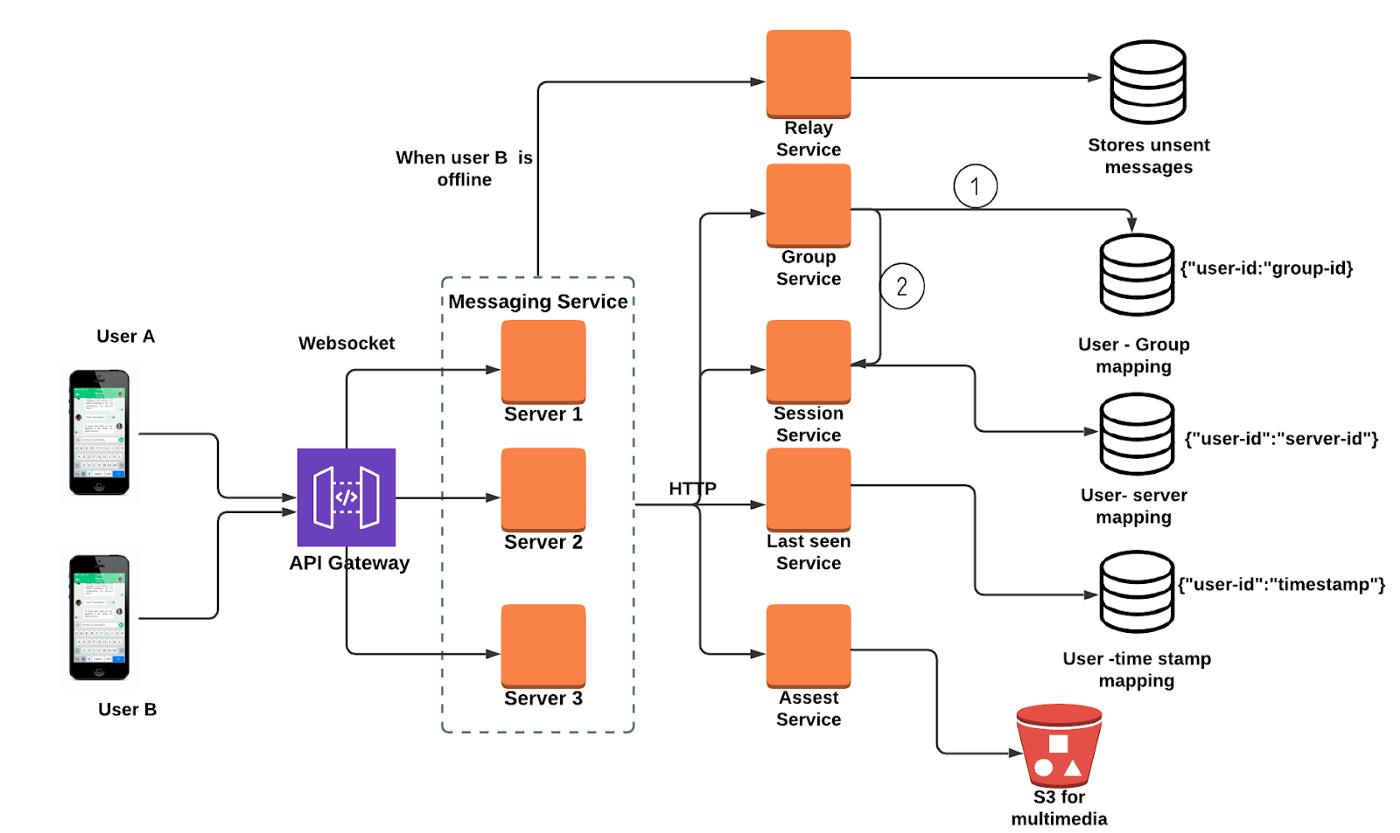 Relay
Service
Stores unsent
messages
When user B is
offline
1
Group
Service
{"user-id:"group-id}
2
User - Group
mapping
Messaging Service
User A
Websocket
Server 1
Session
Service
{"user-id":"server-id"}
User- server
mapping
HTTP
Server 2
API Gateway
</>
Last seen
Service
{"user-id":"timestamp"}
User -time stamp
mapping
User B
Server 3
Assest
Service
S3 for
multimedia